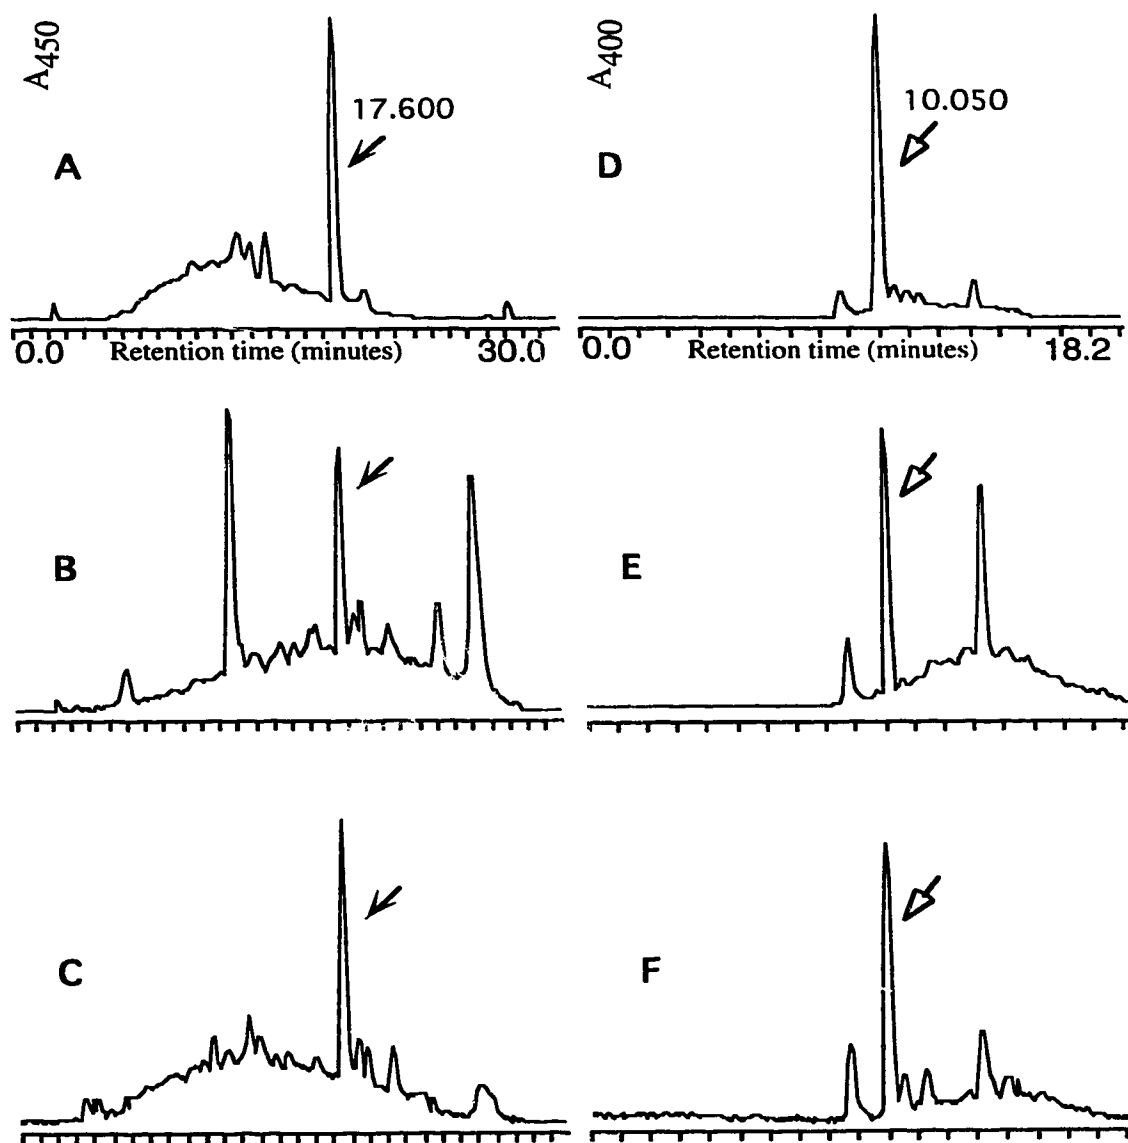 A450
17.600
A
0.0 Retention time (minutes) 30.0
A400
10.050
D
0.0 Retention time (minutes) 18.2
B
E
C
F